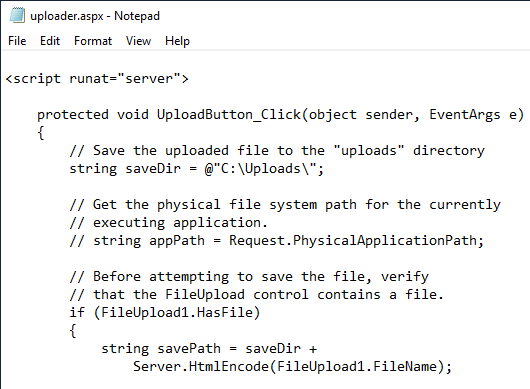 uploader.aspx - Notepad
File Edit Format View Help
<script runat="server">
protected void UploadButton_Click(object sender, EventArgs e)
{
// Save the uploaded file to the "uploads" directory
string saveDir = @"C:\Uploads\";
// Get the physical file system path for the currently
// executing application.
// string appPath = Request.PhysicalApplicationPath;
// Before attempting to save the file, verify
// that the FileUpload control contains a file.
if (FileUpload1.HasFile)
{
string savePath = saveDir +
Server.HtmlEncode(FileUpload1.FileName);